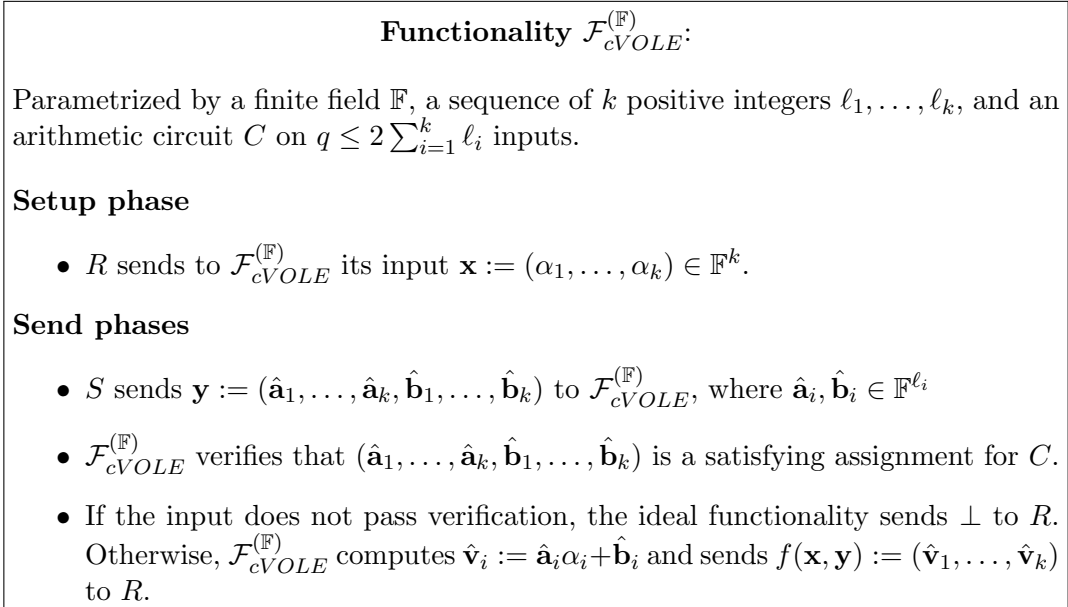 Functionality $\mathcal{F}_{cVOLE}^{(\mathbb{F})}$:
Parametrized by a finite field $\mathbb{F}$, a sequence of $k$ positive integers $\ell_1, \ldots, \ell_k$, and an
arithmetic circuit $C$ on $q \leq 2 \sum_{i=1}^{k} \ell_i$ inputs.
Setup phase
• $R$ sends to $\mathcal{F}_{cVOLE}^{(\mathbb{F})}$ its input $\mathbf{x} := (\alpha_1, \ldots, \alpha_k) \in \mathbb{F}^k$.
Send phases
• $S$ sends $\mathbf{y} := (\hat{\mathbf{a}}_1, \ldots, \hat{\mathbf{a}}_k, \hat{\mathbf{b}}_1, \ldots, \hat{\mathbf{b}}_k)$ to $\mathcal{F}_{cVOLE}^{(\mathbb{F})}$, where $\hat{\mathbf{a}}_i, \hat{\mathbf{b}}_i \in \mathbb{F}^{\ell_i}$
• $\mathcal{F}_{cVOLE}^{(\mathbb{F})}$ verifies that $(\hat{\mathbf{a}}_1, \ldots, \hat{\mathbf{a}}_k, \hat{\mathbf{b}}_1, \ldots, \hat{\mathbf{b}}_k)$ is a satisfying assignment for $C$.
• If the input does not pass verification, the ideal functionality sends $\perp$ to $R$.
Otherwise, $\mathcal{F}_{cVOLE}^{(\mathbb{F})}$ computes $\hat{\mathbf{v}}_i := \hat{\mathbf{a}}_i \alpha_i + \hat{\mathbf{b}}_i$ and sends $f(\mathbf{x}, \mathbf{y}) := (\hat{\mathbf{v}}_1, \ldots, \hat{\mathbf{v}}_k)$
to $R$.